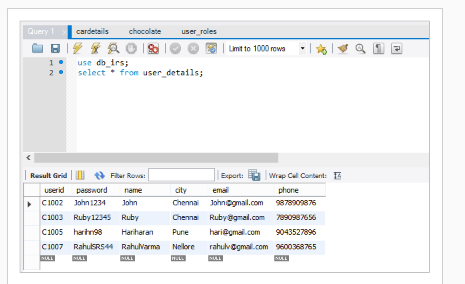 Query 1 cardetails chocolate user_roles
Limit to 1000 rows
1 use db_irs;
2 select * from user_details;
Result Grid Filter Rows: Export: Wrap Cell Content:
userid password name city email phone
C1002 John1234 John Chennai John@gmail.com 9878909876
C1003 Ruby12345 Ruby Chennai Ruby@gmail.com 7890987656
C1005 harihn98 Hariharan Pune hari@gmail.com 9043527896
C1007 RahulSRS44 RahulVarma Nellore rahulv@gmail.com 9600368765
NULL NULL NULL NULL NULL NULL